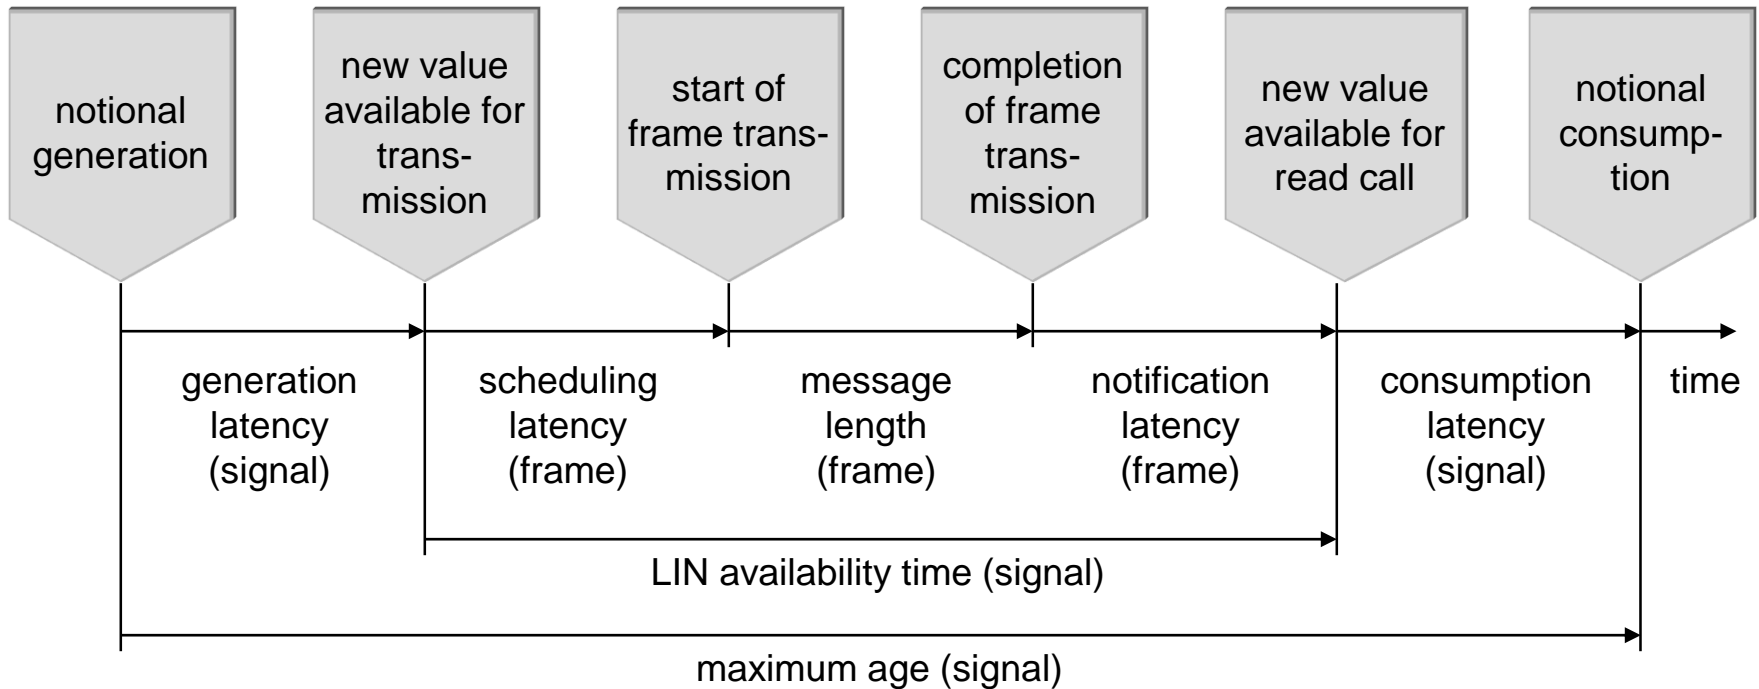 notional
generation
new value
available for
trans-
mission
start of
frame trans-
mission
completion
of frame
trans-
mission
new value
available for
read call
notional
consump-
tion
generation
latency
(signal)
scheduling
latency
(frame)
message
length
(frame)
notification
latency
(frame)
consumption
latency
(signal)
time
LIN availability time (signal)
maximum age (signal)